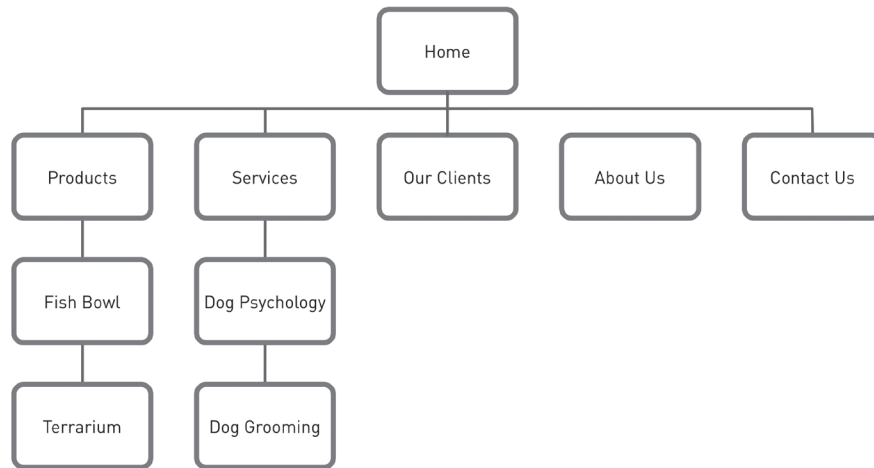 Home
Products
Services
Our Clients
About Us
Contact Us
Fish Bowl
Dog Psychology
Terrarium
Dog Grooming